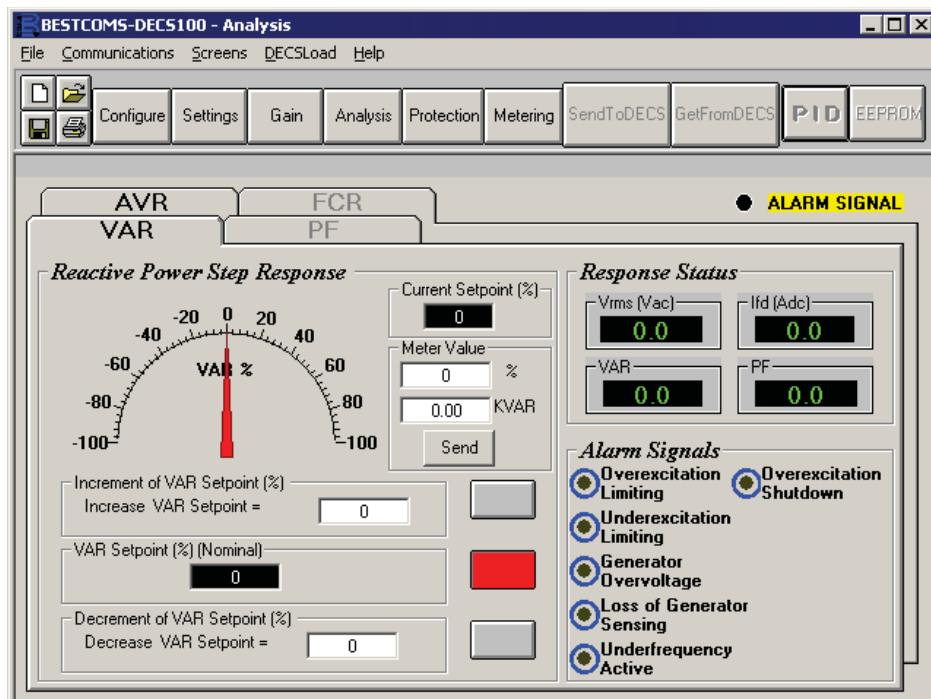 BESTCOMS-DECS100 - Analysis
File Communications Screens DECSLoad Help
Configure Settings Gain Analysis Protection Metering SendToDECS GetFromDECS PID EEPROM
AVR FCR
ALARM SIGNAL
VAR PF
Reactive Power Step Response
-100 -80 -60 -40 -20 0 20 40 60 80 100
VAR %
Current Setpoint (%)
0
Meter Value
0 %
0.00 KVAR
Send
Increment of VAR Setpoint (%)
Increase VAR Setpoint = 0
VAR Setpoint (%) (Nominal)
0
Decrement of VAR Setpoint (%)
Decrease VAR Setpoint = 0
Response Status
Vrms (Vac) Ifd (Adc)
0.0 0.0
VAR PF
0.0 0.0
Alarm Signals
Overexcitation Limiting
Overexcitation Shutdown
Underexcitation Limiting
Generator Overvoltage
Loss of Generator Sensing
Underfrequency Active